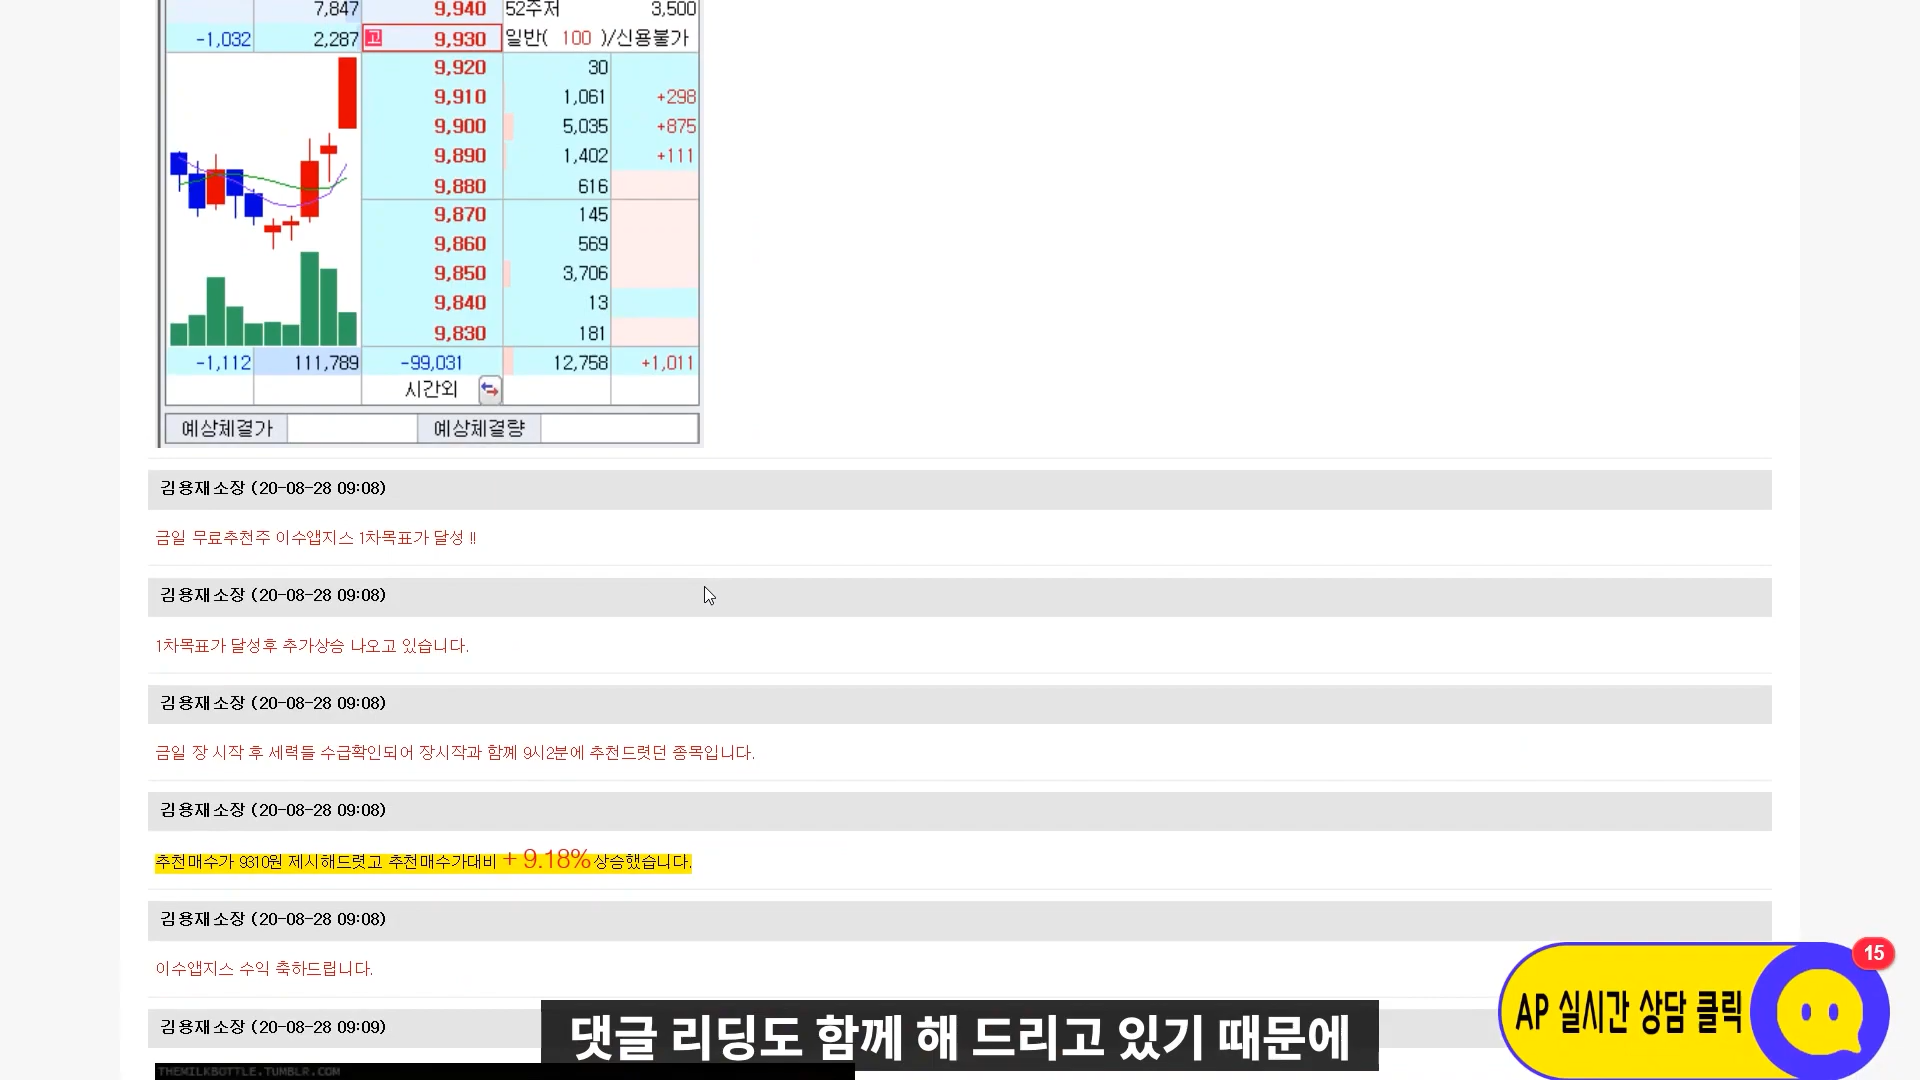 7,847 9,940 52주저 3,500
-1,032 2,287 고 9,930 일반( 100 )/신용불가
9,920 30
9,910 1,061 +298
9,900 5,035 +875
9,890 1,402 +111
9,880 616
9,870 145
9,860 569
9,850 3,706
9,840 13
9,830 181
-1,112 111,789 -99,031 12,758 +1,011
시간외
예상체결가 예상체결량
김용재소장 (20-08-28 09:08)
금일 무료추천주 이수앱지스 1차목표가 달성 !!
김용재소장 (20-08-28 09:08)
1차목표가 달성후 추가상승 나오고 있습니다.
김용재소장 (20-08-28 09:08)
금일 장 시작 후 세력들 수급확인되어 장시작과 함꼐 9시2분에 추천드렷던 종목입니다.
김용재소장 (20-08-28 09:08)
추천매수가 9310원 제시해드렷고 추천매수가대비 + 9.18% 상승했습니다.
김용재소장 (20-08-28 09:08)
이수앱지스 수익 축하드립니다.
김용재소장 (20-08-28 09:09)
THEMILKBOTTLE.TUMBLR.COM
댓글 리딩도 함께 해 드리고 있기 때문에
AP 실시간 상담 클릭
15